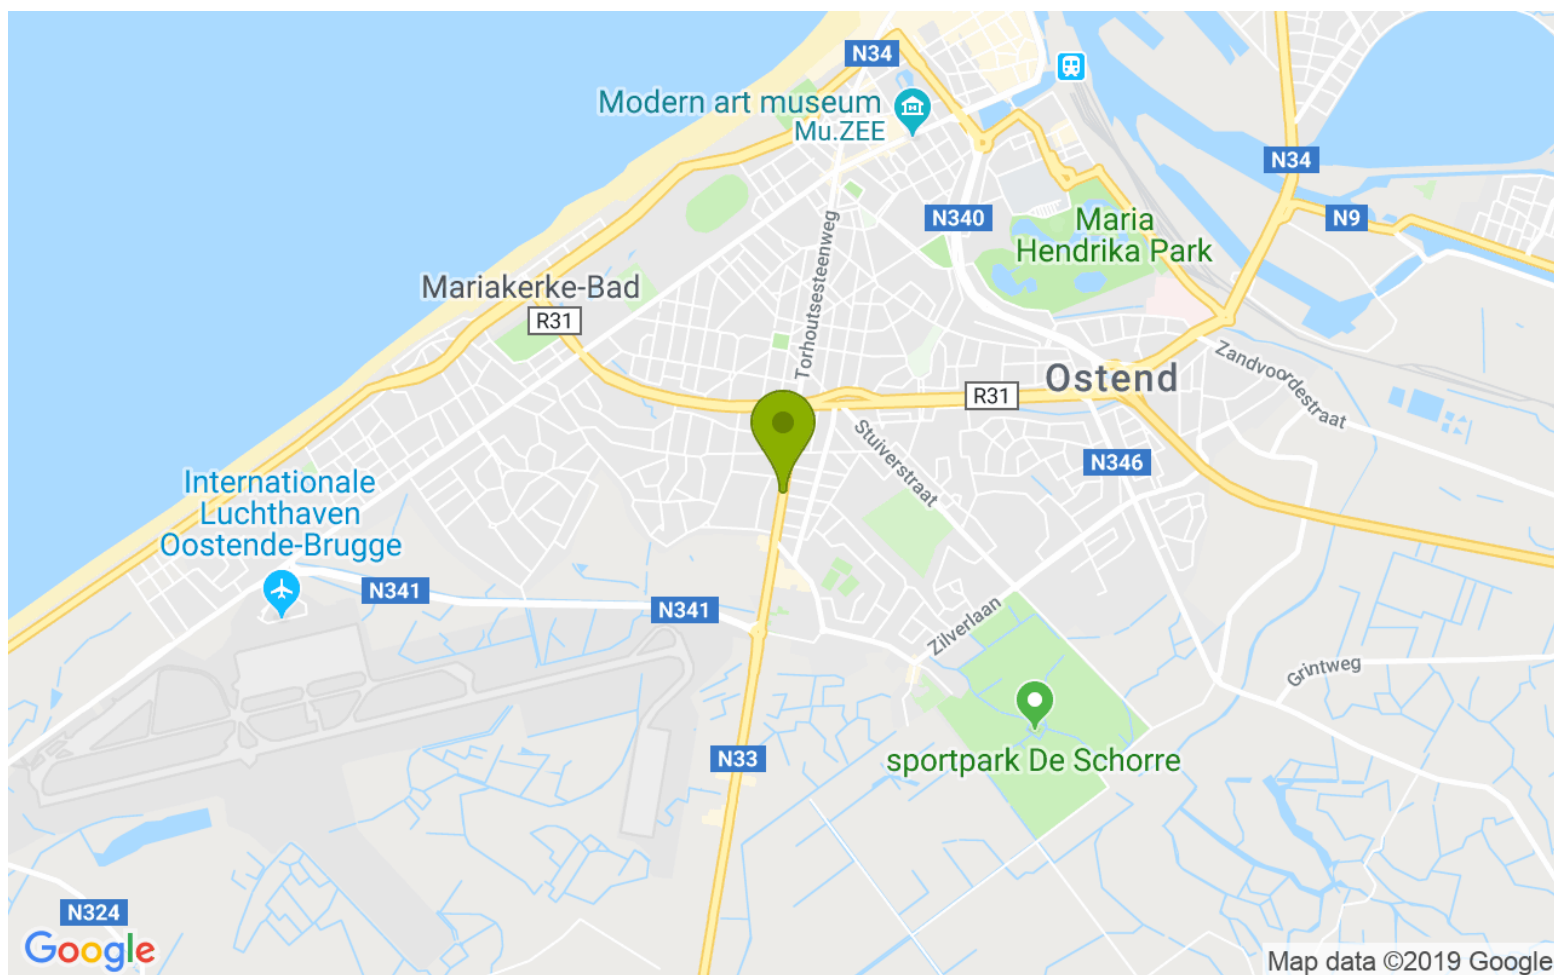 N34
Modern art museum
Mu.ZEE
N34
N340
Maria
Hendrika Park
N9
Torhoutsesteenweg
Mariakerke-Bad
R31
Zandvoordestraat
Ostend
R31
Stuiverstraat
N346
Internationale
Luchthaven
Oostende-Brugge
N341
N341
Zilverlaan
Grintweg
N33
sportpark De Schorre
N324
Google
Map data ©2019 Google